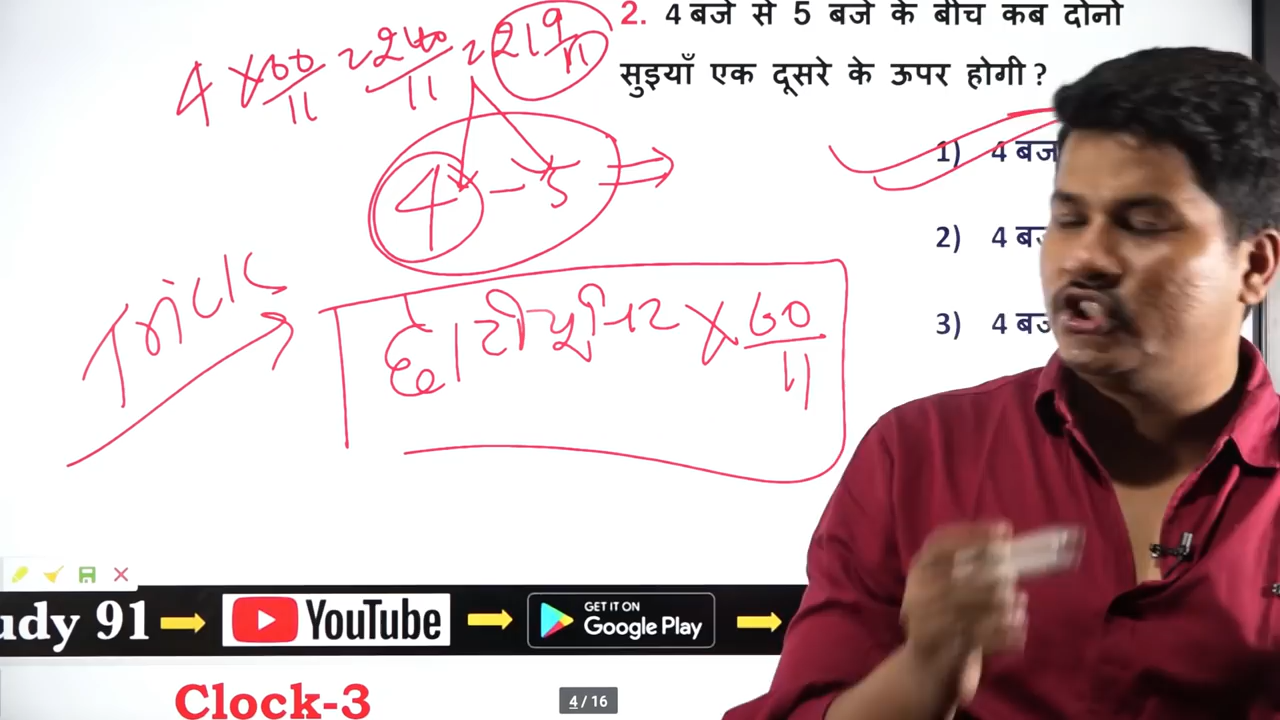 2. 4 बजे से 5 बजे के बीच कब दोनो
सुइयाँ एक दूसरे के ऊपर होगी ?
4 × 60/11 = 240/11 = 21 9/11
4 - 5
1) 4 बज
2) 4 ब
3) 4 बज
Trick
छोटी यूनिट × 60/11
udy 91
YouTube
GET IT ON
Google Play
Clock-3
4 / 16